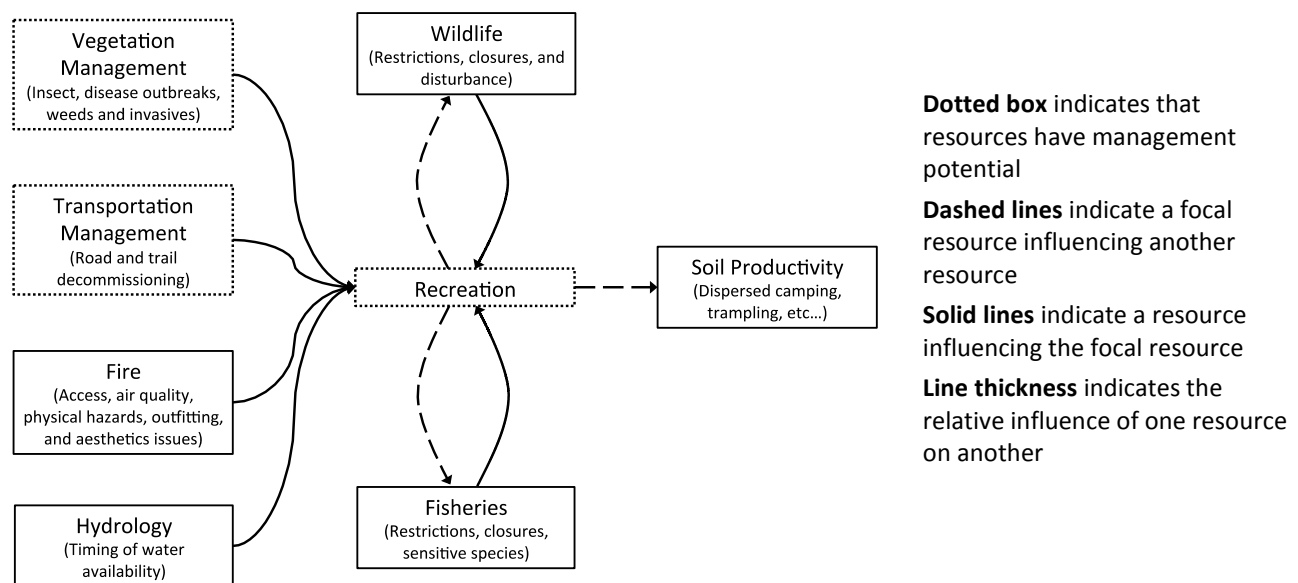 Vegetation
Management
(Insect, disease outbreaks,
weeds and invasives)
Transportation
Management
(Road and trail
decommissioning)
Fire
(Access, air quality,
physical hazards, outfitting,
and aesthetics issues)
Hydrology
(Timing of water
availability)
Wildlife
(Restrictions, closures, and
disturbance)
Recreation
Fisheries
(Restrictions, closures,
sensitive species)
Soil Productivity
(Dispersed camping,
trampling, etc...)
Dotted box indicates that
resources have management
potential
Dashed lines indicate a focal
resource influencing another
resource
Solid lines indicate a resource
influencing the focal resource
Line thickness indicates the
relative influence of one resource
on another